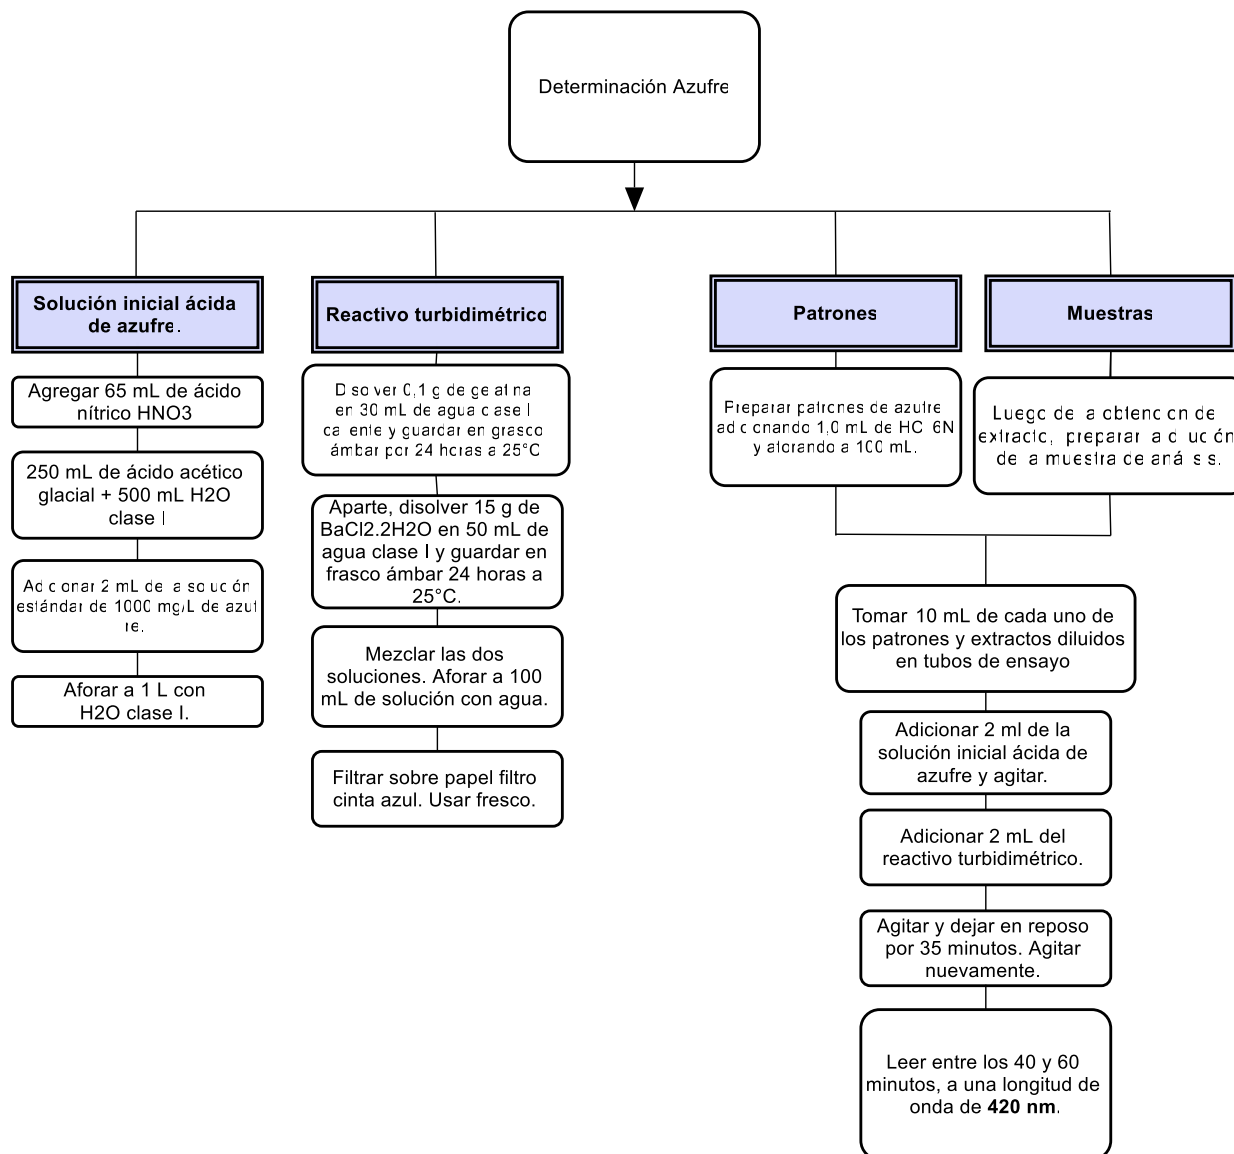 Determinación Azufre
Solución inicial ácida
de azufre.
Agregar 65 mL de ácido
nítrico HNO3
250 mL de ácido acético
glacial + 500 mL H2O
clase I
Adicionar 2 mL de la solución
estándar de 1000 mg/L de azuf
re.
Aforar a 1 L con
H2O clase I.
Reactivo turbidimétrico
Disolver 0,1 g de gelatina
en 30 mL de agua clase I
caliente y guardar en grasco
ámbar por 24 horas a 25°C
Aparte, disolver 15 g de
BaCl2.2H2O en 50 mL de
agua clase I y guardar en
frasco ámbar 24 horas a
25°C.
Mezclar las dos
soluciones. Aforar a 100
mL de solución con agua.
Filtrar sobre papel filtro
cinta azul. Usar fresco.
Patrones
Preparar patrones de azufre
adicionando 1,0 mL de HCl 6N
y aforando a 100 mL.
Muestras
Luego de la obtención del
extracto, preparar la dilución
de la muestra de análisis.
Tomar 10 mL de cada uno de
los patrones y extractos diluidos
en tubos de ensayo
Adicionar 2 ml de la
solución inicial ácida de
azufre y agitar.
Adicionar 2 mL del
reactivo turbidimétrico.
Agitar y dejar en reposo
por 35 minutos. Agitar
nuevamente.
Leer entre los 40 y 60
minutos, a una longitud de
onda de 420 nm.